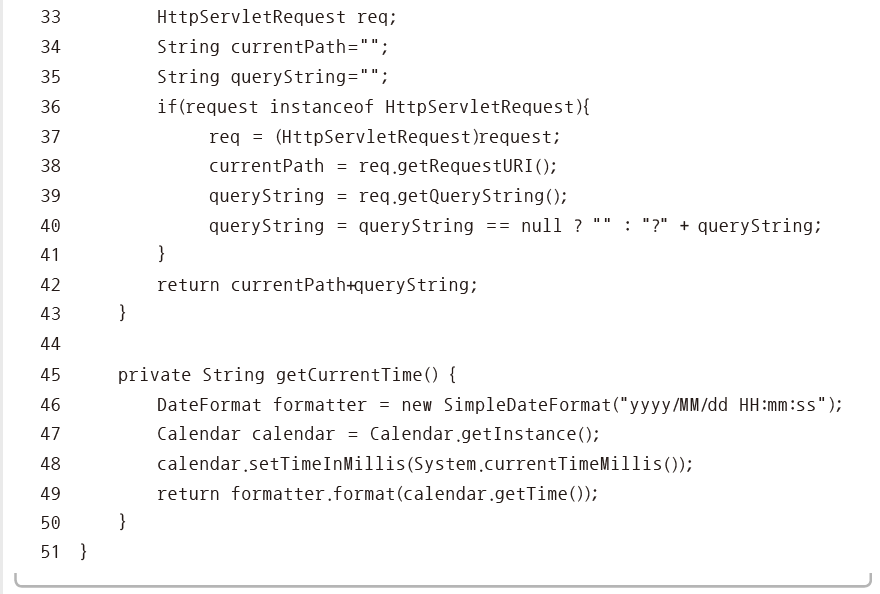 33 HttpServletRequest req;
34 String currentPath="";
35 String queryString="";
36 if(request instanceof HttpServletRequest){
37 req = (HttpServletRequest)request;
38 currentPath = req.getRequestURI();
39 queryString = req.getQueryString();
40 queryString = queryString == null ? "" : "?" + queryString;
41 }
42 return currentPath+queryString;
43 }
44
45 private String getCurrentTime() {
46 DateFormat formatter = new SimpleDateFormat("yyyy/MM/dd HH:mm:ss");
47 Calendar calendar = Calendar.getInstance();
48 calendar.setTimeInMillis(System.currentTimeMillis());
49 return formatter.format(calendar.getTime());
50 }
51 }